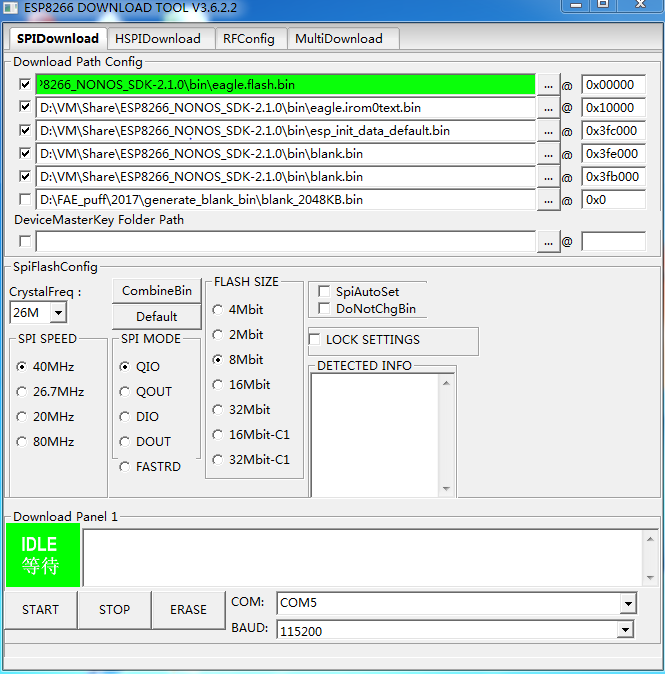 ESP8266 DOWNLOAD TOOL V3.6.2.2
SPIDownload HSPIDownload RFConfig MultiDownload
Download Path Config
8266_NONOS_SDK-2.1.0\bin\eagle.flash.bin ... @ 0x00000
D:\VM\Share\ESP8266_NONOS_SDK-2.1.0\bin\eagle.irom0text.bin ... @ 0x10000
D:\VM\Share\ESP8266_NONOS_SDK-2.1.0\bin\esp_init_data_default.bin ... @ 0x3fc000
D:\VM\Share\ESP8266_NONOS_SDK-2.1.0\bin\blank.bin ... @ 0x3fe000
D:\VM\Share\ESP8266_NONOS_SDK-2.1.0\bin\blank.bin ... @ 0x3fb000
D:\FAE_puff\2017\generate_blank_bin\blank_2048KB.bin ... @ 0x0
DeviceMasterKey Folder Path
... @
SpiFlashConfig
CrystalFreq :
26M
CombineBin
Default
SPI SPEED
40MHz
26.7MHz
20MHz
80MHz
SPI MODE
QIO
QOUT
DIO
DOUT
FASTRD
FLASH SIZE
4Mbit
2Mbit
8Mbit
16Mbit
32Mbit
16Mbit-C1
32Mbit-C1
SpiAutoSet
DoNotChgBin
LOCK SETTINGS
DETECTED INFO
Download Panel 1
IDLE
等待
START STOP ERASE
COM: COM5
BAUD: 115200